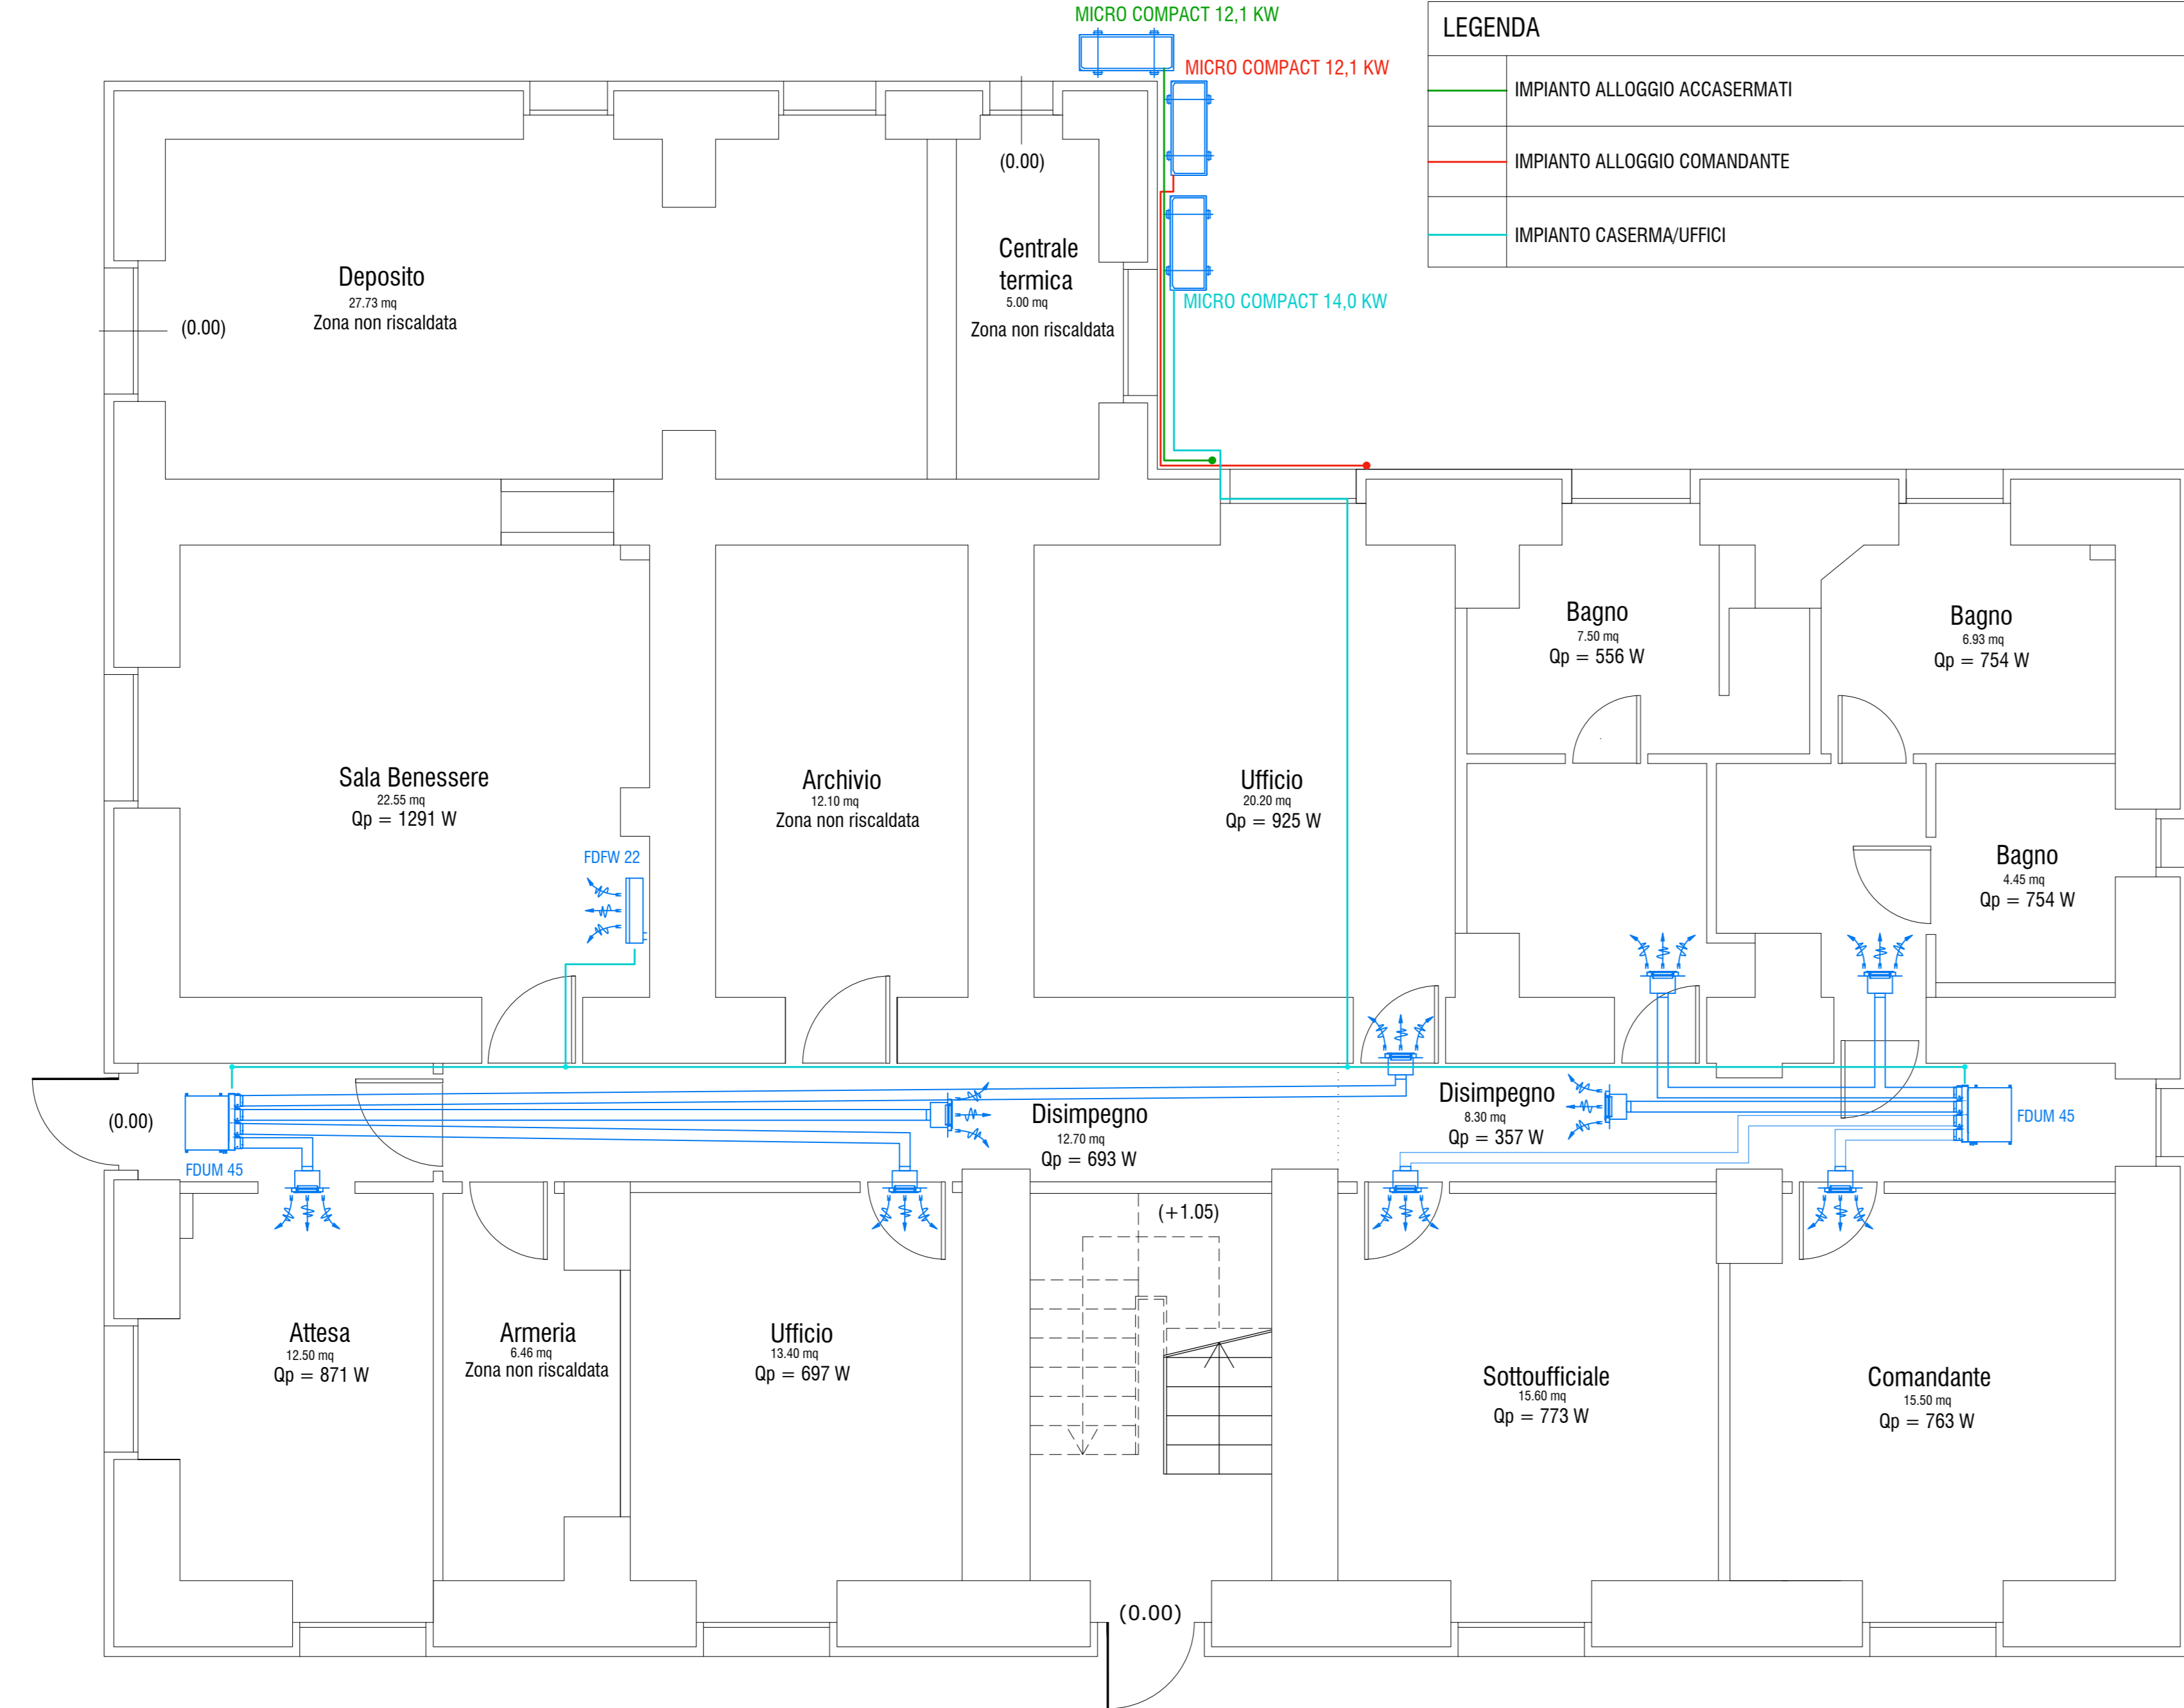 MICRO COMPACT 12,1 KW
LEGENDA
MICRO COMPACT 12,1 KW
IMPIANTO ALLOGGIO ACCASERMATI
(0.00)
IMPIANTO ALLOGGIO COMANDANTE
Centrale
termica
5.00 mq
Zona non riscaldata
IMPIANTO CASERMA/UFFICI
Deposito
27.73 mq
Zona non riscaldata
(0.00)
MICRO COMPACT 14,0 KW
Bagno
7.50 mq
Qp = 556 W
Bagno
6.93 mq
Qp = 754 W
Sala Benessere
22.55 mq
Qp = 1291 W
Archivio
12.10 mq
Zona non riscaldata
Ufficio
20.20 mq
Qp = 925 W
FDFW 22
Bagno
4.45 mq
Qp = 754 W
(0.00)
FDUM 45
Disimpegno
12.70 mq
Qp = 693 W
Disimpegno
8.30 mq
Qp = 357 W
FDUM 45
(+1.05)
Attesa
12.50 mq
Qp = 871 W
Armeria
6.46 mq
Zona non riscaldata
Ufficio
13.40 mq
Qp = 697 W
Sottoufficiale
15.60 mq
Qp = 773 W
Comandante
15.50 mq
Qp = 763 W
(0.00)